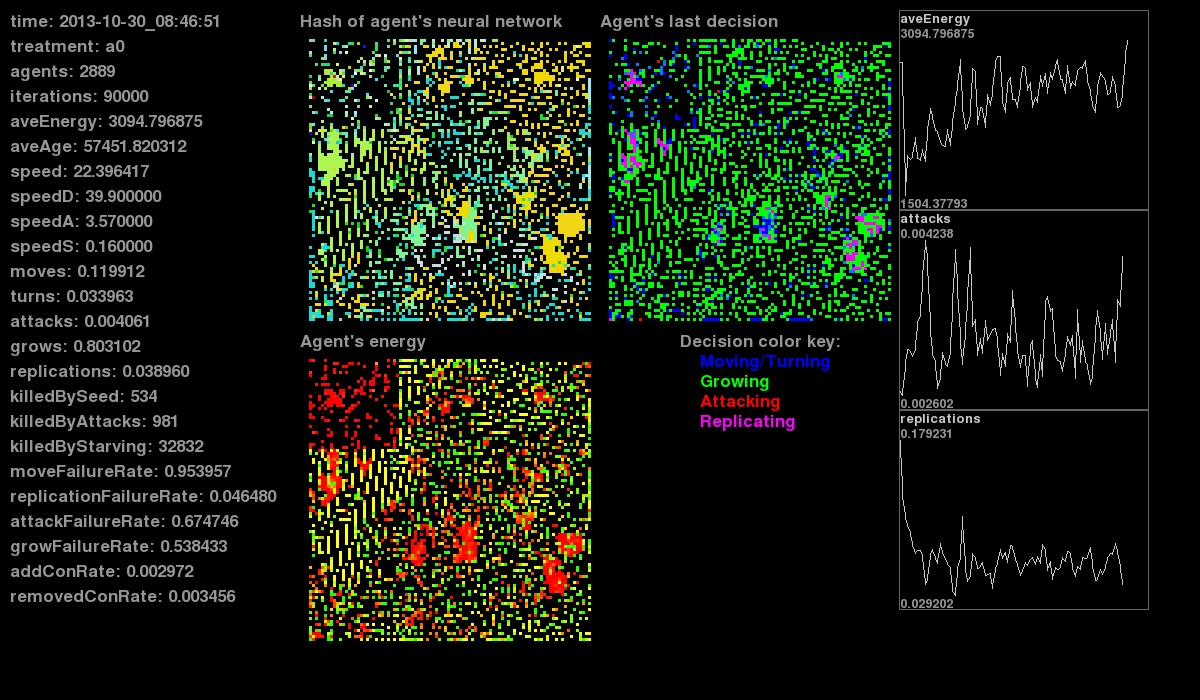 time: 2013-10-30_08:46:51
treatment: a0
agents: 2889
iterations: 90000
aveEnergy: 3094.796875
aveAge: 57451.820312
speed: 22.396417
speedD: 39.900000
speedA: 3.570000
speedS: 0.160000
moves: 0.119912
turns: 0.033963
attacks: 0.004061
grows: 0.803102
replications: 0.038960
killedBySeed: 534
killedByAttacks: 981
killedByStarving: 32832
moveFailureRate: 0.953957
replicationFailureRate: 0.046480
attackFailureRate: 0.674746
growFailureRate: 0.538433
addConRate: 0.002972
removedConRate: 0.003456
Hash of agent's neural network
Agent's last decision
Agent's energy
Decision color key:
Moving/Turning
Growing
Attacking
Replicating
aveEnergy
3094.796875
1504.37793
attacks
0.004238
0.002602
replications
0.179231
0.029202